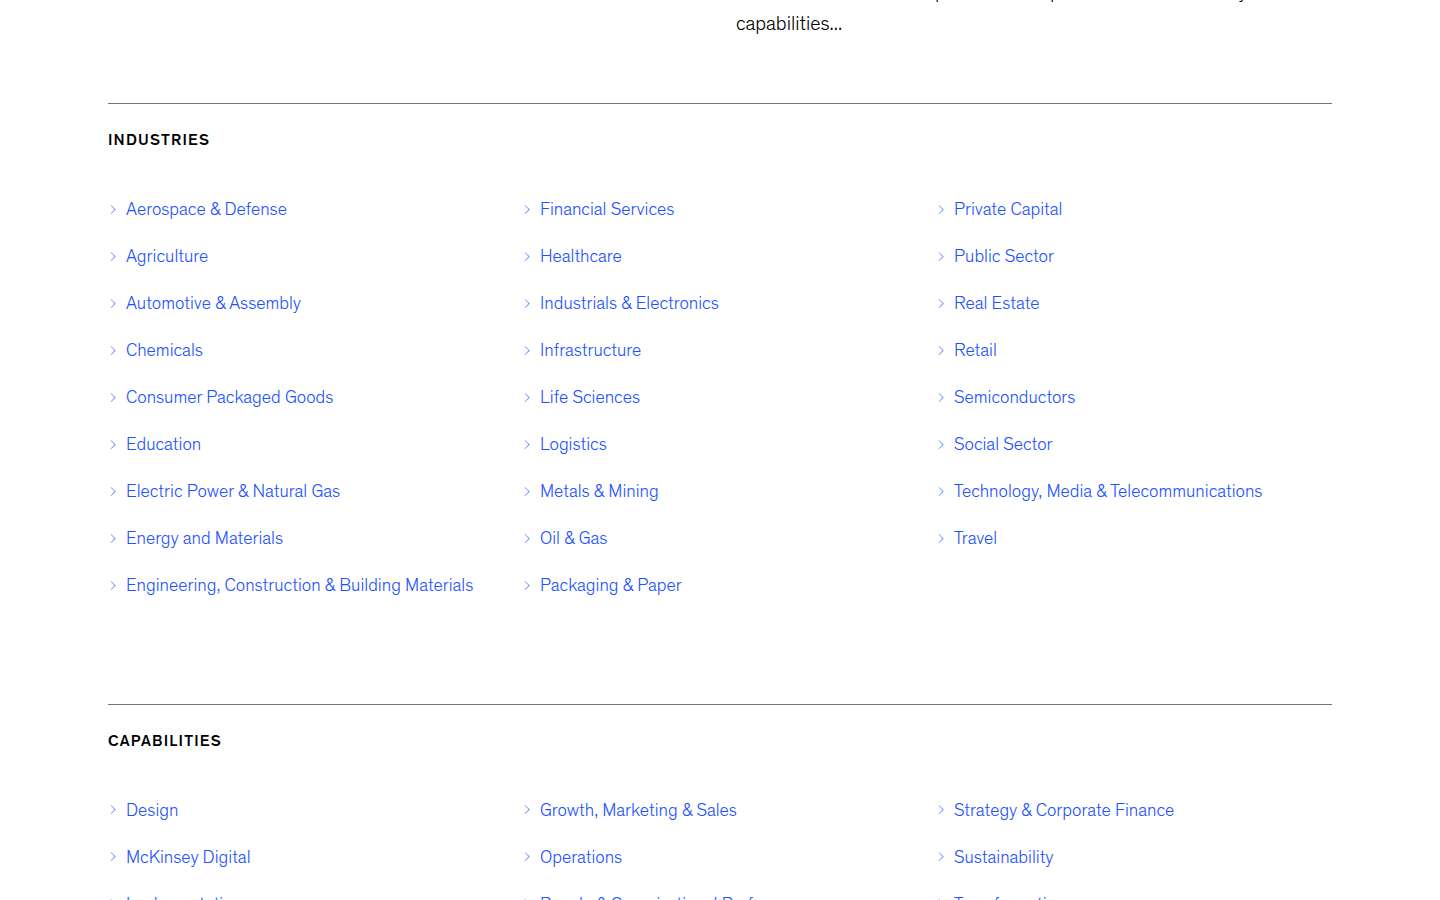 capabilities...
INDUSTRIES
Aerospace & Defense
Agriculture
Automotive & Assembly
Chemicals
Consumer Packaged Goods
Education
Electric Power & Natural Gas
Energy and Materials
Engineering, Construction & Building Materials
Financial Services
Healthcare
Industrials & Electronics
Infrastructure
Life Sciences
Logistics
Metals & Mining
Oil & Gas
Packaging & Paper
Private Capital
Public Sector
Real Estate
Retail
Semiconductors
Social Sector
Technology, Media & Telecommunications
Travel
CAPABILITIES
Design
McKinsey Digital
Growth, Marketing & Sales
Operations
Strategy & Corporate Finance
Sustainability